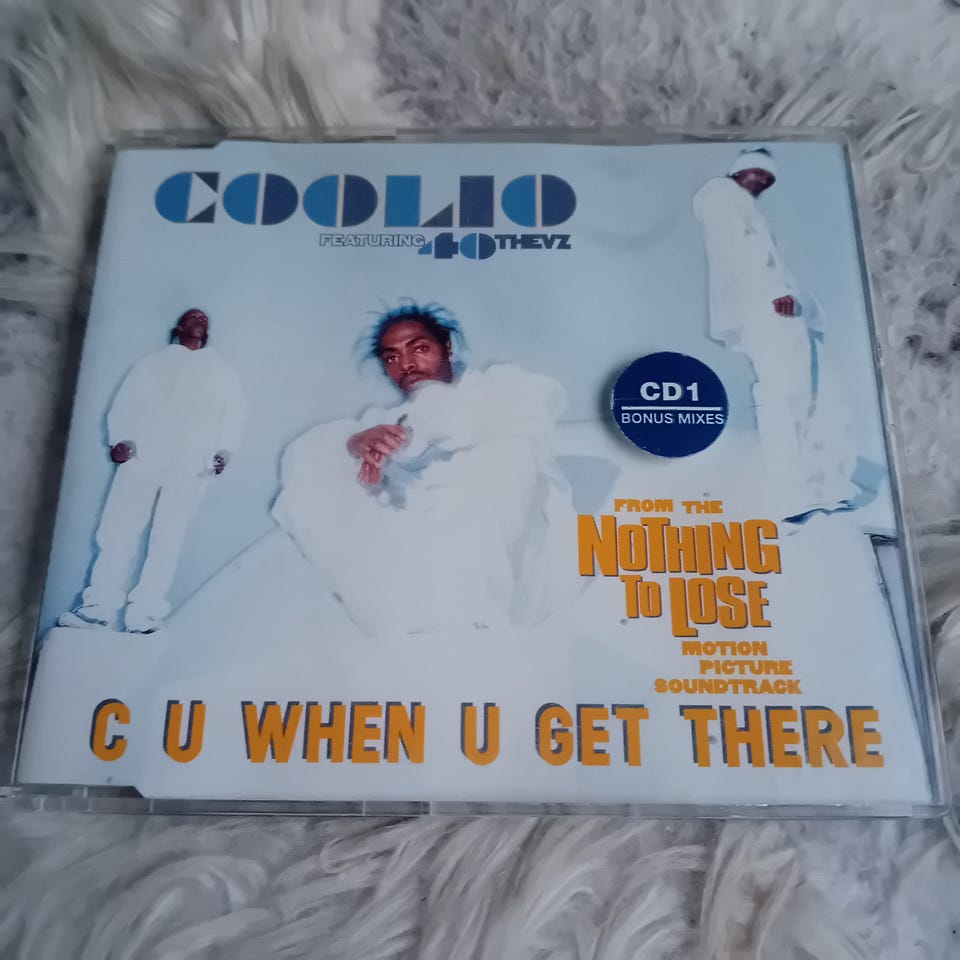 COOLIO
FEATURING 40 THEVZ
CD1
BONUS MIXES
FROM THE
NOTHING
TO LOSE
MOTION
PICTURE
SOUNDTRACK
C U WHEN U GET THERE